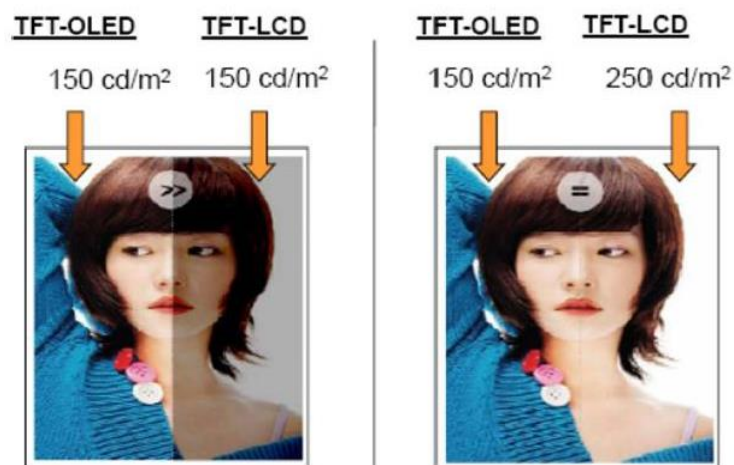 TFT-OLED TFT-LCD
150 cd/m² 150 cd/m²
>>
TFT-OLED TFT-LCD
150 cd/m² 250 cd/m²
=